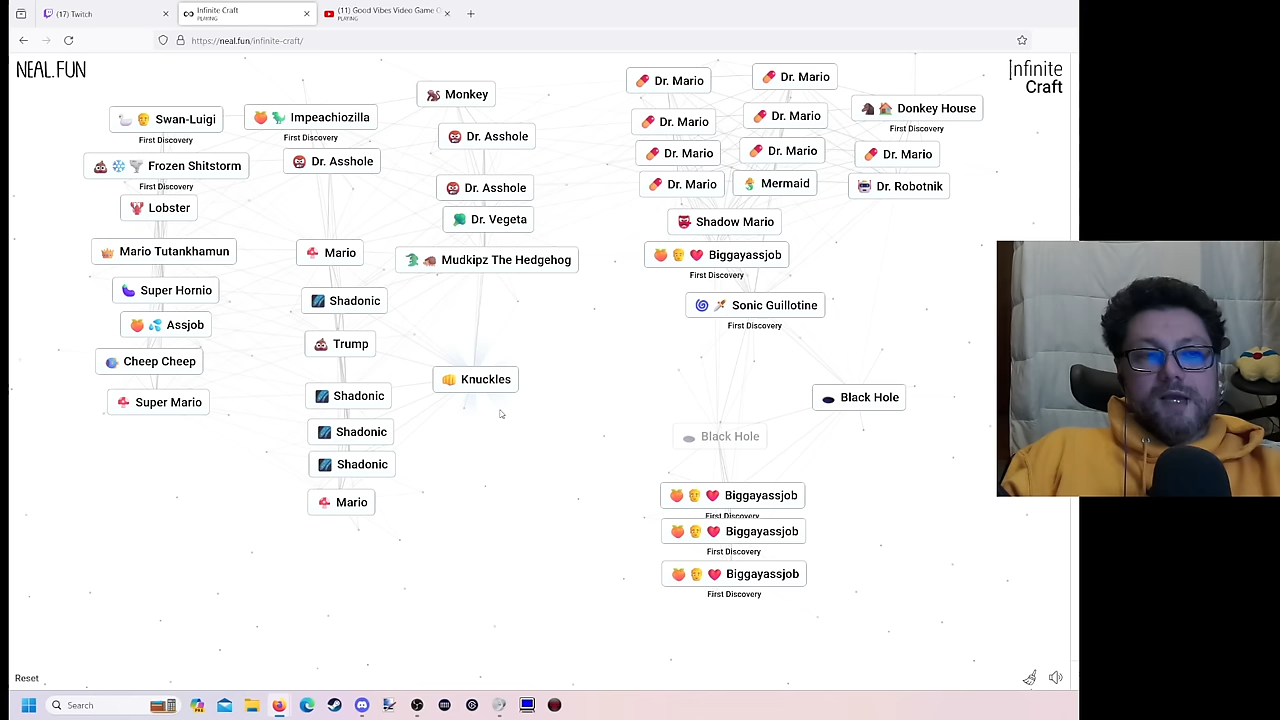 (17) Twitch
Infinite Craft
PLAYING
(11) Good Vibes Video Game
PLAYING
https://neal.fun/infinite-craft/
NEAL.FUN
Infinite
Craft
Swan-Luigi
First Discovery
Impeachiozilla
First Discovery
Frozen Shitstorm
First Discovery
Dr. Asshole
Lobster
Mario Tutankhamun
Super Hornio
Assjob
Cheep Cheep
Super Mario
Mario
Shadonic
Trump
Shadonic
Shadonic
Shadonic
Mario
Monkey
Dr. Asshole
Dr. Asshole
Dr. Vegeta
Mudkipz The Hedgehog
Knuckles
Dr. Mario
Dr. Mario
Donkey House
First Discovery
Dr. Mario
Dr. Mario
Dr. Mario
Dr. Mario
Dr. Mario
Dr. Mario
Mermaid
Dr. Robotnik
Shadow Mario
Biggayassjob
First Discovery
Sonic Guillotine
First Discovery
Black Hole
Black Hole
Biggayassjob
First Discovery
Biggayassjob
First Discovery
Biggayassjob
First Discovery
Reset
Search